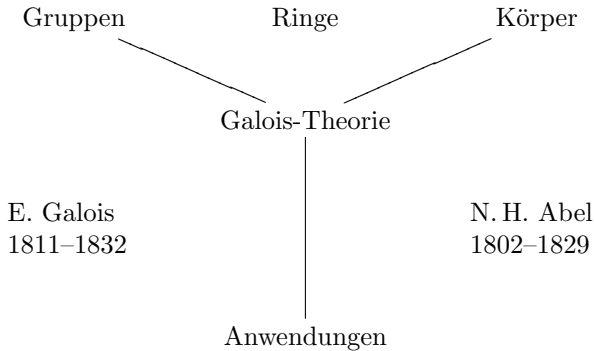 Gruppen Ringe Körper
Galois-Theorie
E. Galois
1811–1832
N. H. Abel
1802–1829
Anwendungen